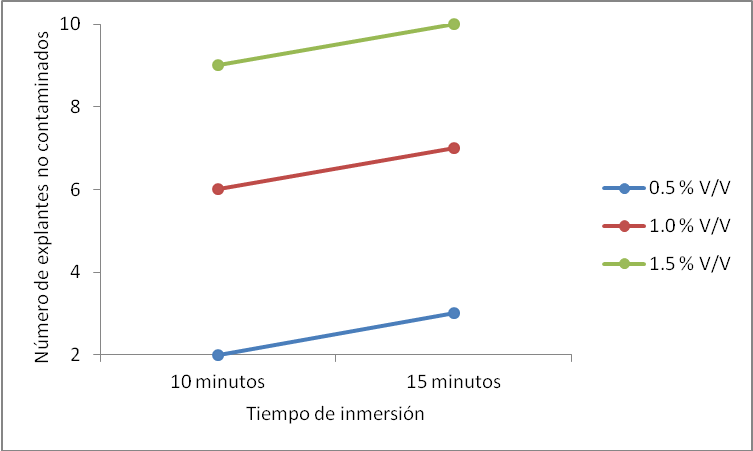 Número de explantes no contaminados
10
8
6
4
2
10 minutos
15 minutos
Tiempo de inmersión
0.5 % V/V
1.0 % V/V
1.5 % V/V